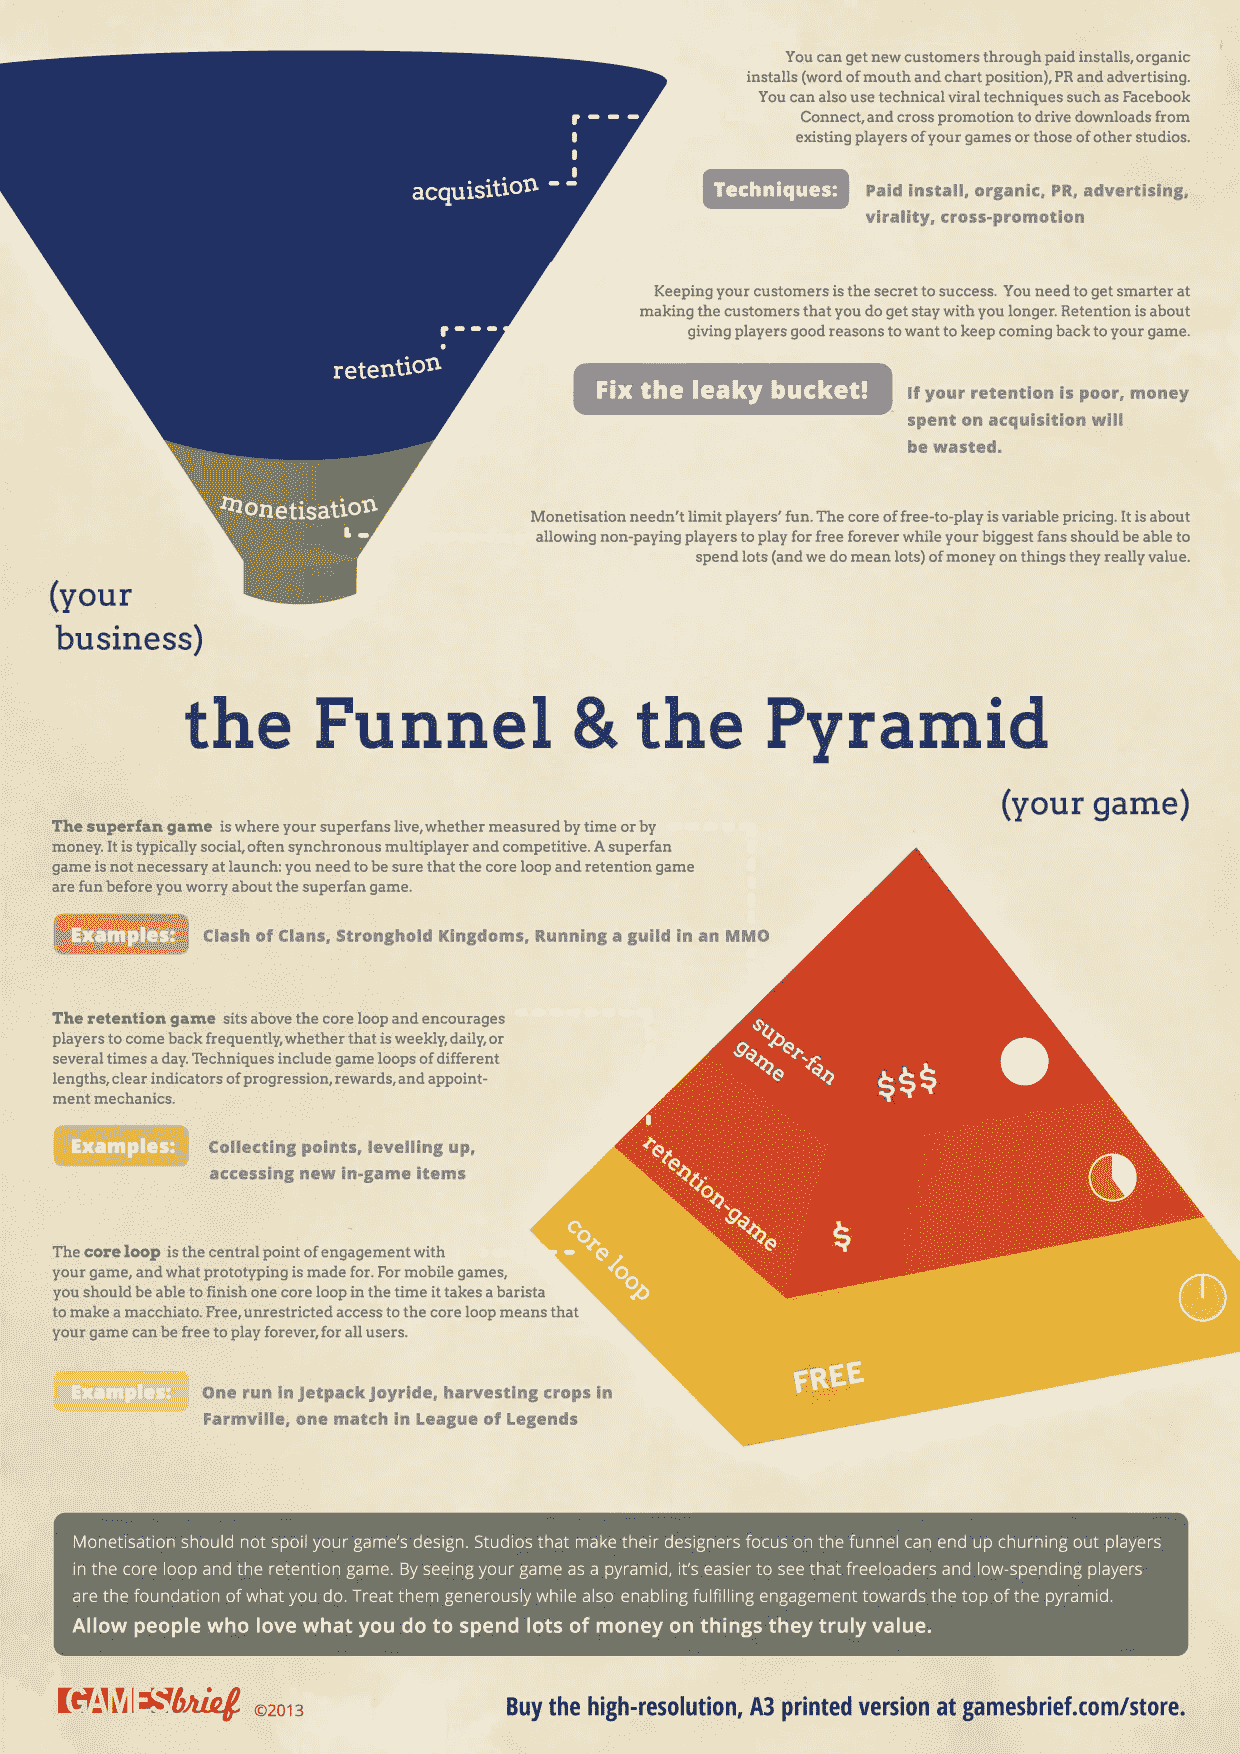 You can get new customers through paid installs, organic
installs (word of mouth and chart position), PR and advertising.
You can also use technical viral techniques such as Facebook
Connect, and cross promotion to drive downloads from
existing players of your games or those of other studios.
acquisition
Techniques: Paid install, organic, PR, advertising,
virality, cross-promotion
Keeping your customers is the secret to success. You need to get smarter at
making the customers that you do get stay with you longer. Retention is about
giving players good reasons to want to keep coming back to your game.
retention
Fix the leaky bucket! If your retention is poor, money
spent on acquisition will
be wasted.
monetisation
Monetisation needn't limit players' fun. The core of free-to-play is variable pricing. It is about
allowing non-paying players to play for free forever while your biggest fans should be able to
spend lots (and we do mean lots) of money on things they really value.
(your
business)
the Funnel & the Pyramid
(your game)
The superfan game is where your superfans live, whether measured by time or by
money. It is typically social, often synchronous multiplayer and competitive. A superfan
game is not necessary at launch: you need to be sure that the core loop and retention game
are fun before you worry about the superfan game.
Examples: Clash of Clans, Stronghold Kingdoms, Running a guild in an MMO
super-fan
game
$$$
The retention game sits above the core loop and encourages
players to come back frequently, whether that is weekly, daily, or
several times a day. Techniques include game loops of different
lengths, clear indicators of progression, rewards, and appoint-
ment mechanics.
Examples: Collecting points, levelling up,
accessing new in-game items
retention-game
$
The core loop is the central point of engagement with
your game, and what prototyping is made for. For mobile games,
you should be able to finish one core loop in the time it takes a barista
to make a macchiato. Free, unrestricted access to the core loop means that
your game can be free to play forever, for all users.
core loop
FREE
Examples: One run in Jetpack Joyride, harvesting crops in
Farmville, one match in League of Legends
Monetisation should not spoil your game's design. Studios that make their designers focus on the funnel can end up churning out players
in the core loop and the retention game. By seeing your game as a pyramid, it's easier to see that freeloaders and low-spending players
are the foundation of what you do. Treat them generously while also enabling fulfilling engagement towards the top of the pyramid.
Allow people who love what you do to spend lots of money on things they truly value.
GAMESbrief ©2013
Buy the high-resolution, A3 printed version at gamesbrief.com/store.